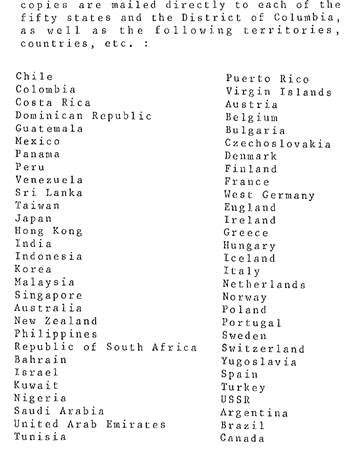 copies are mailed directly to each of the
fifty states and the District of Columbia,
as well as the following territories,
countries, etc. :
Chile
Colombia
Costa Rica
Dominican Republic
Guatemala
Mexico
Panama
Peru
Venezuela
Sri Lanka
Taiwan
Japan
Hong Kong
India
Indonesia
Korea
Malaysia
Singapore
Australia
New Zealand
Philippines
Republic of South Africa
Bahrain
Israel
Kuwait
Nigeria
Saudi Arabia
United Arab Emirates
Tunisia
Puerto Rico
Virgin Islands
Austria
Belgium
Bulgaria
Czechoslovakia
Denmark
Finland
France
West Germany
England
Ireland
Greece
Hungary
Iceland
Italy
Netherlands
Norway
Poland
Portugal
Sweden
Switzerland
Yugoslavia
Spain
Turkey
USSR
Argentina
Brazil
Canada